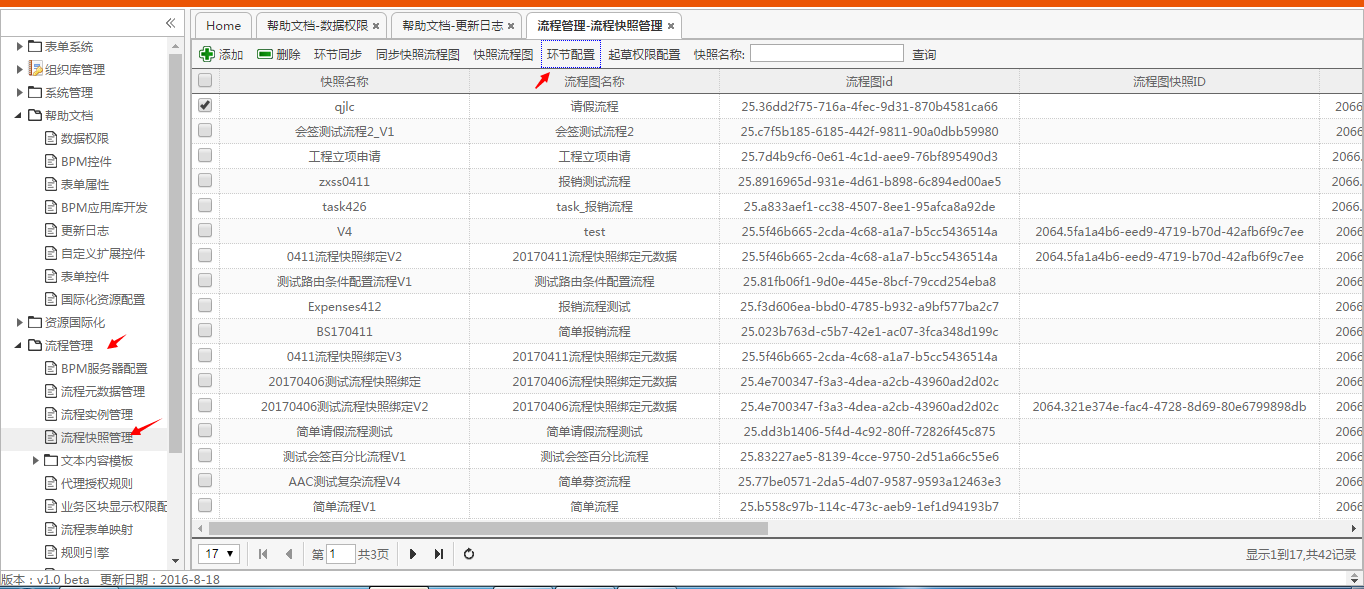 Home 帮助文档-数据权限 帮助文档-更新日志 流程管理-流程快照管理
添加 删除 环节同步 同步快照流程图 快照流程图 环节配置 起草权限配置 快照名称: 查询
表单系统
组织库管理
系统管理
帮助文档
数据权限
BPM控件
表单属性
BPM应用库开发
更新日志
自定义扩展控件
表单控件
国际化资源配置
资源国际化
流程管理
BPM服务器配置
流程元数据管理
流程实例管理
流程快照管理
文本内容模板
代理授权规则
业务区块显示权限配
流程表单映射
规则引擎
快照名称 流程图名称 流程图id 流程图快照ID
qjlc 请假流程 25.36dd2f75-716a-4fec-9d31-870b4581ca66 2066
会签测试流程2_V1 会签测试流程2 25.c7f5b185-6185-442f-9811-90a0dbb59980 2066
工程立项申请 工程立项申请 25.7d4b9cf6-0e61-4c1d-aee9-76bf895490d3 2066.
zxss0411 报销测试流程 25.8916965d-931e-4d61-b898-6c894ed00ae5 2066.
task426 task_报销流程 25.a833aef1-cc38-4507-8ee1-95afca8a92de 2066.
V4 test 25.5f46b665-2cda-4c68-a1a7-b5cc5436514a 2064.5fa1a4b6-eed9-4719-b70d-42afb6f9c7ee 2066
0411流程快照绑定V2 20170411流程快照绑定元数据 25.5f46b665-2cda-4c68-a1a7-b5cc5436514a 2064.5fa1a4b6-eed9-4719-b70d-42afb6f9c7ee 2066
测试路由条件配置流程V1 测试路由条件配置流程 25.81fb06f1-9d0e-445e-8bcf-79ccd254eba8 2066
Expenses412 报销流程测试 25.f3d606ea-bbd0-4785-b932-a9bf577ba2c7 2066
BS170411 简单报销流程 25.023b763d-c5b7-42e1-ac07-3fca348d199c 2066
0411流程快照绑定V3 20170411流程快照绑定元数据 25.5f46b665-2cda-4c68-a1a7-b5cc5436514a 2066
20170406测试流程快照绑定 20170406流程快照绑定元数据 25.4e700347-f3a3-4dea-a2cb-43960ad2d02c 2066
20170406测试流程快照绑定V2 20170406流程快照绑定元数据 25.4e700347-f3a3-4dea-a2cb-43960ad2d02c 2064.321e374e-fac4-4728-8d69-80e6799898db 2066
简单请假流程测试 简单请假流程测试 25.dd3b1406-5f4d-4c92-80ff-72826f45c875 2066
测试会签百分比流程V1 测试会签百分比流程 25.83227ae5-8139-4cce-9750-2d51a66c55e6 2066
AAC测试复杂流程V4 简单募资流程 25.77be0571-2da5-4d07-9587-9593a12463e3 2066
简单流程V1 简单流程 25.b558c97b-114c-473c-aeb9-1ef1d94193b7 2066
17 第 1 共3页 显示1到17,共42记录
版本：v1.0 beta 更新日期：2016-8-18